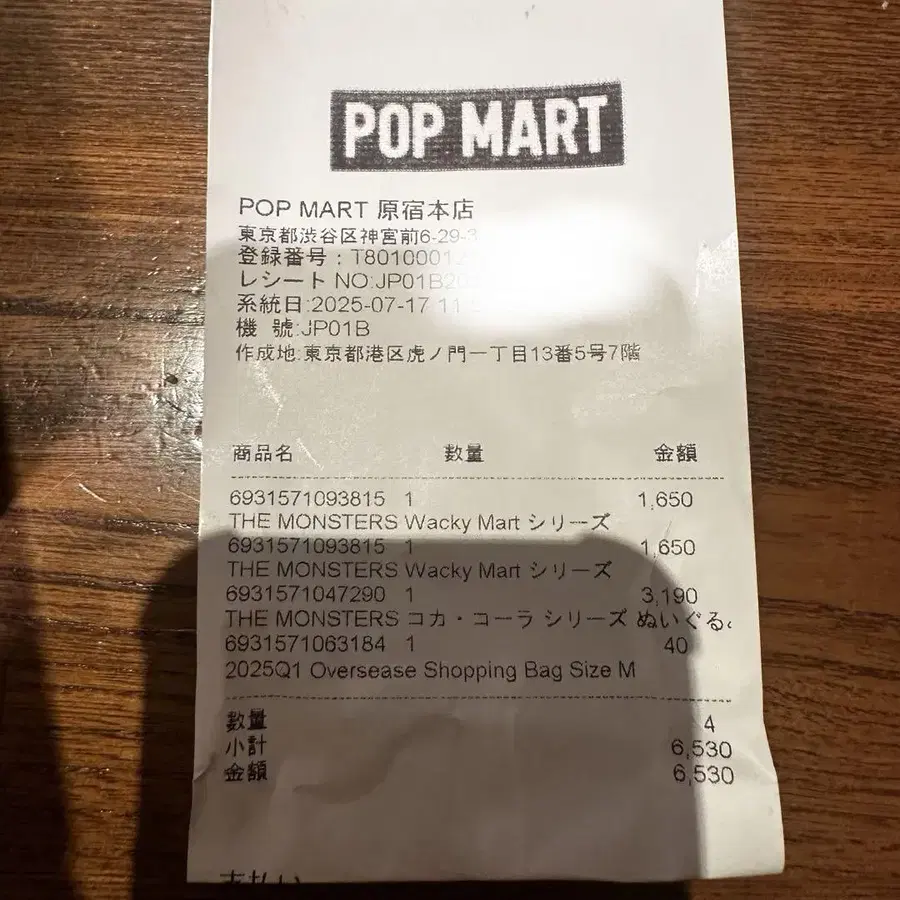 POP MART
POP MART 原宿本店
東京都渋谷区神宮前6-29-3
登録番号：T80100012
レシート NO:JP01B20
系統日:2025-07-17 11:
機 號:JP01B
作成地:東京都港区虎ノ門一丁目13番5号7階
商品名 数量 金額
6931571093815 1 1,650
THE MONSTERS Wacky Mart シリーズ
6931571093815 1 1,650
THE MONSTERS Wacky Mart シリーズ
6931571047290 1 3,190
THE MONSTERS コカ・コーラ シリーズ ぬいぐる
6931571063184 1 40
2025Q1 Oversease Shopping Bag Size M
数量 4
小計 6,530
金額 6,530